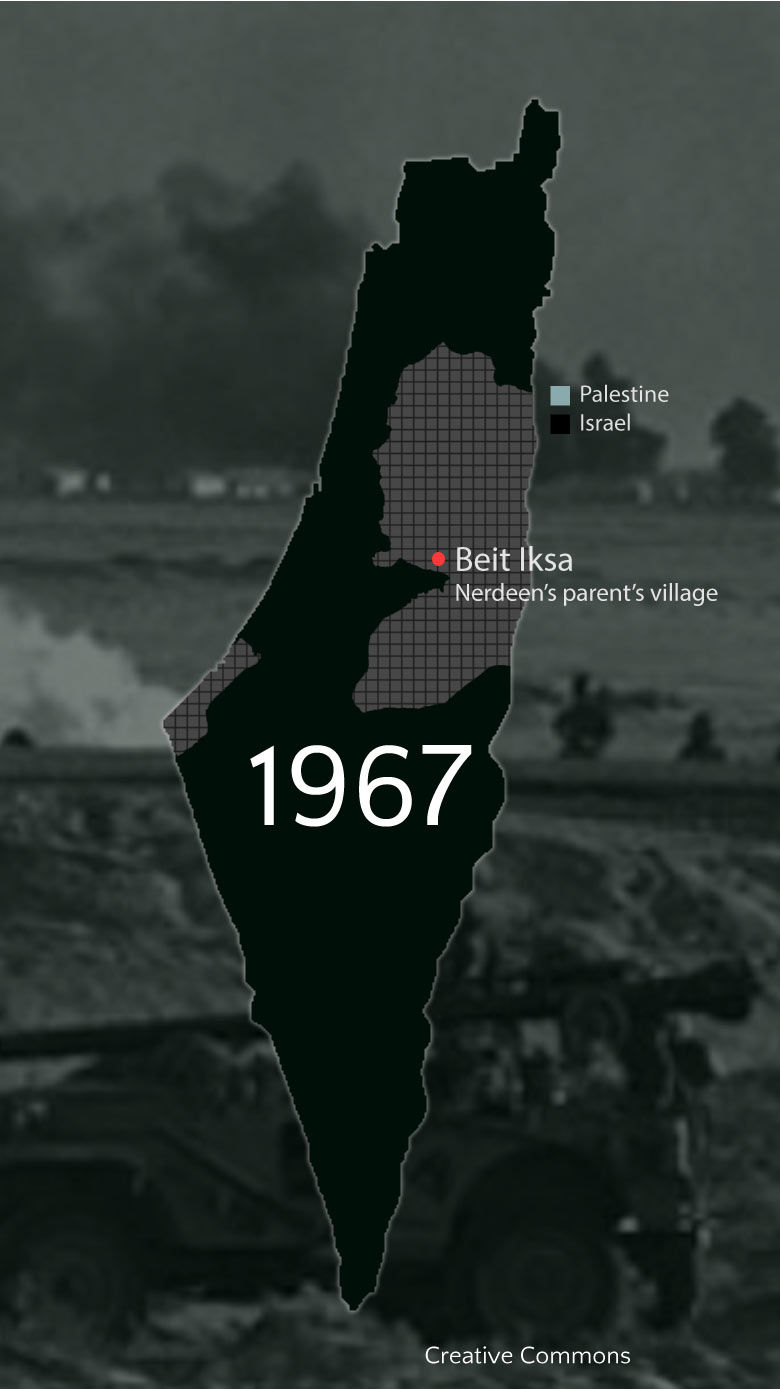 Palestine
Israel
Beit Iksa
Nerdeen’s parent’s village
1967
Creative Commons